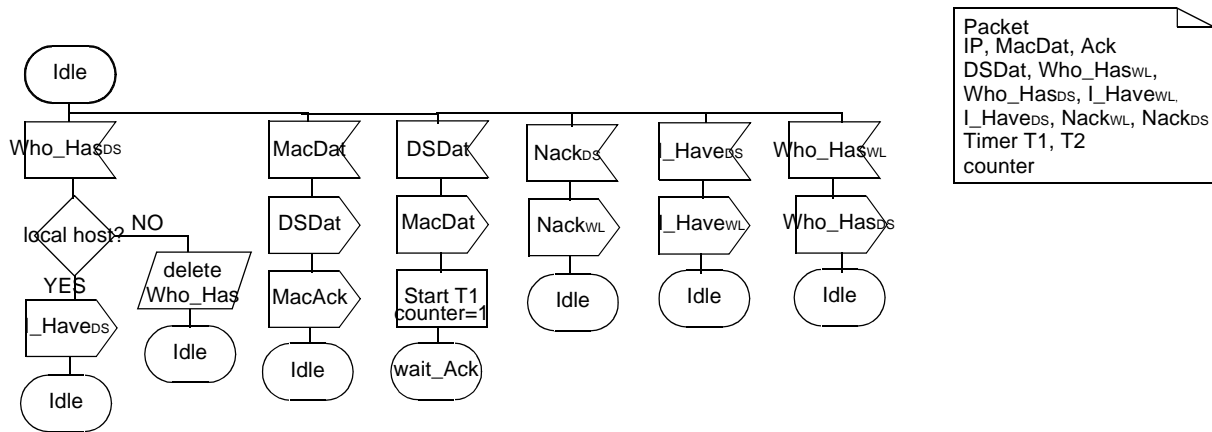 Idle
Who_HasDS
MacDat
DSDat
NackDS
I_HaveDS
Who_HasWL
local host?
NO
YES
delete
Who_Has
I_HaveDS
Idle
Idle
DSDat
MacAck
Idle
MacDat
Start T1
counter=1
wait_Ack
NackWL
Idle
I_HaveWL
Idle
Who_HasDS
Idle
Packet
IP, MacDat, Ack
DSDat, Who_HasWL,
Who_HasDS, I_HaveWL,
I_HaveDS, NackWL, NackDS
Timer T1, T2
counter